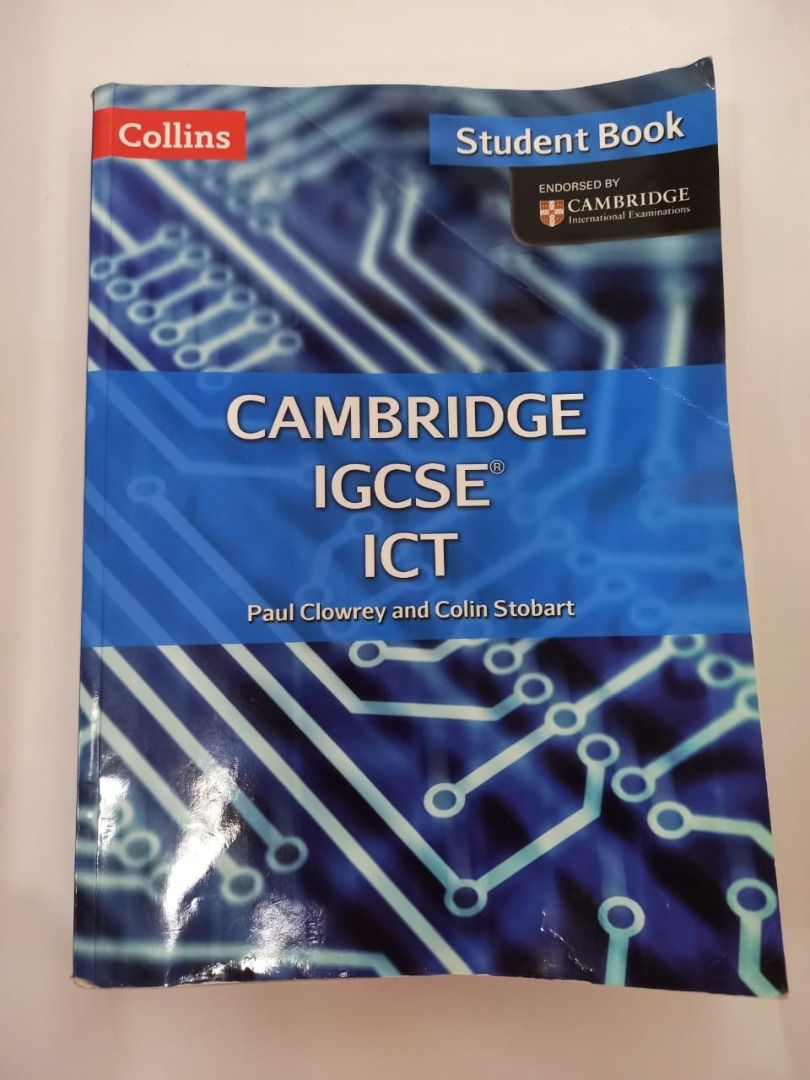 Collins
Student Book
ENDORSED BY
CAMBRIDGE
International Examinations
CAMBRIDGE
IGCSE®
ICT
Paul Clowrey and Colin Stobart